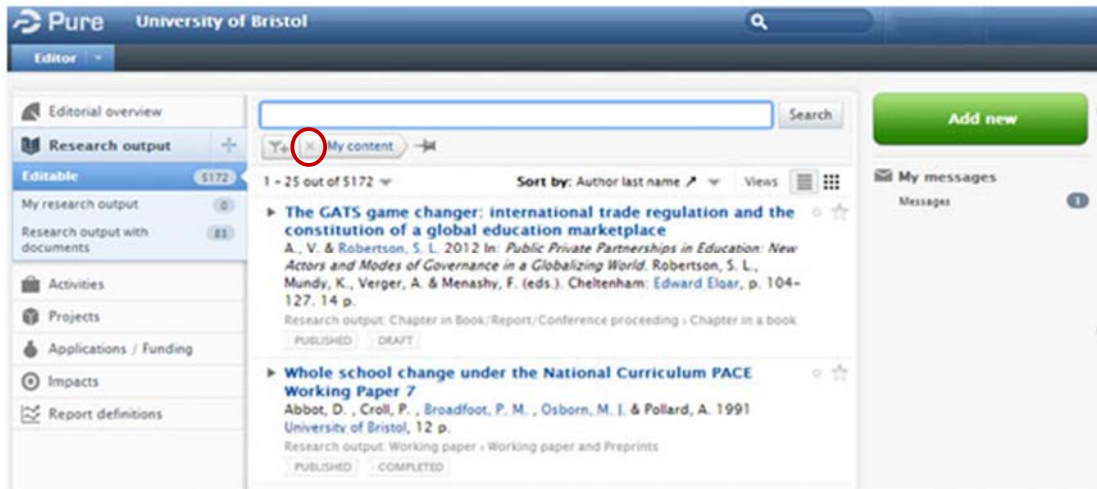 Pure University of Bristol
Editor
Editorial overview
Research output
Editable 5172
My research output 0
Research output with documents 83
Activities
Projects
Applications / Funding
Impacts
Report definitions
Search
My content
1 - 25 out of 5172 Sort by: Author last name Views
The GATS game changer: international trade regulation and the
constitution of a global education marketplace
A., V. & Robertson, S. L. 2012 In: Public Private Partnerships in Education: New
Actors and Modes of Governance in a Globalizing World. Robertson, S. L.,
Mundy, K., Verger, A. & Menashy, F. (eds.). Cheltenham: Edward Elgar, p. 104-
127. 14 p.
Research output: Chapter in Book/Report/Conference proceeding › Chapter in a book
PUBLISHED DRAFT
Whole school change under the National Curriculum PACE
Working Paper 7
Abbot, D. , Croll, P. , Broadfoot, P. M. , Osborn, M. J. & Pollard, A. 1991
University of Bristol, 12 p.
Research output: Working paper › Working paper and Preprints
PUBLISHED COMPLETED
Add new
My messages
Messages 1